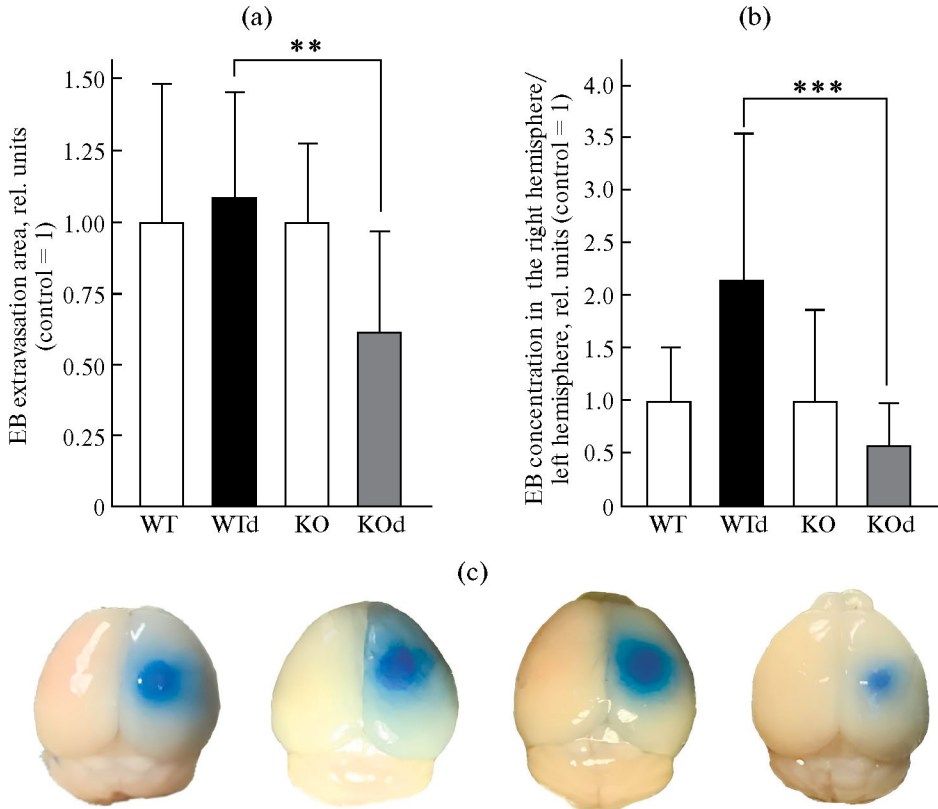 (a)
EB extravasation area, rel. units
(control = 1)
1.50
1.25
1.00
0.75
0.50
0.25
0
**
WT WTd KO KOd
(b)
EB concentration in the right hemisphere/
left hemisphere, rel. units (control = 1)
4.0
3.5
3.0
2.5
2.0
1.5
1.0
0.5
0
***
WT WTd KO KOd
(c)